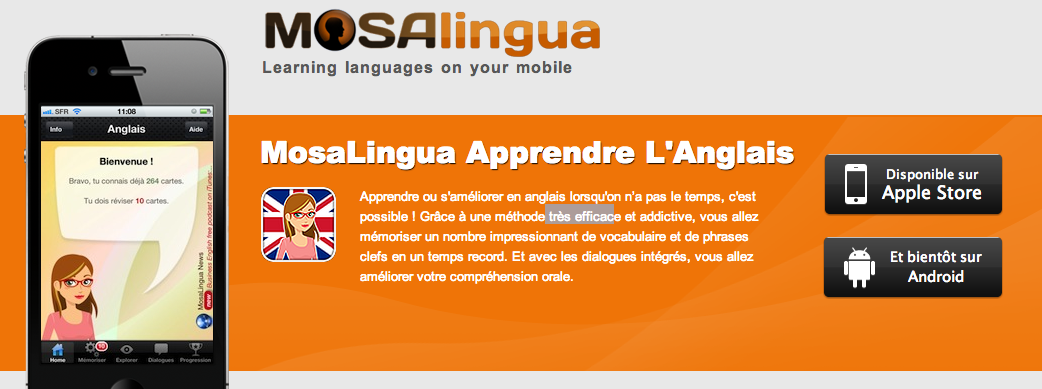 MOSAlingua
Learning languages on your mobile
SFR 11:08
Info Anglais Aide
Bienvenue !
Bravo, tu connais déjà 264 cartes.
Tu dois réviser 10 cartes.
MosaLingua News
new Business English free podcast on iTunes:
Home Mémoriser Explorer Dialogues Progression
MosaLingua Apprendre L'Anglais
Apprendre ou s'améliorer en anglais lorsqu'on n'a pas le temps, c'est
possible ! Grâce à une méthode très efficace et addictive, vous allez
mémoriser un nombre impressionnant de vocabulaire et de phrases
clefs en un temps record. Et avec les dialogues intégrés, vous allez
améliorer votre compréhension orale.
Disponible sur
Apple Store
Et bientôt sur
Android